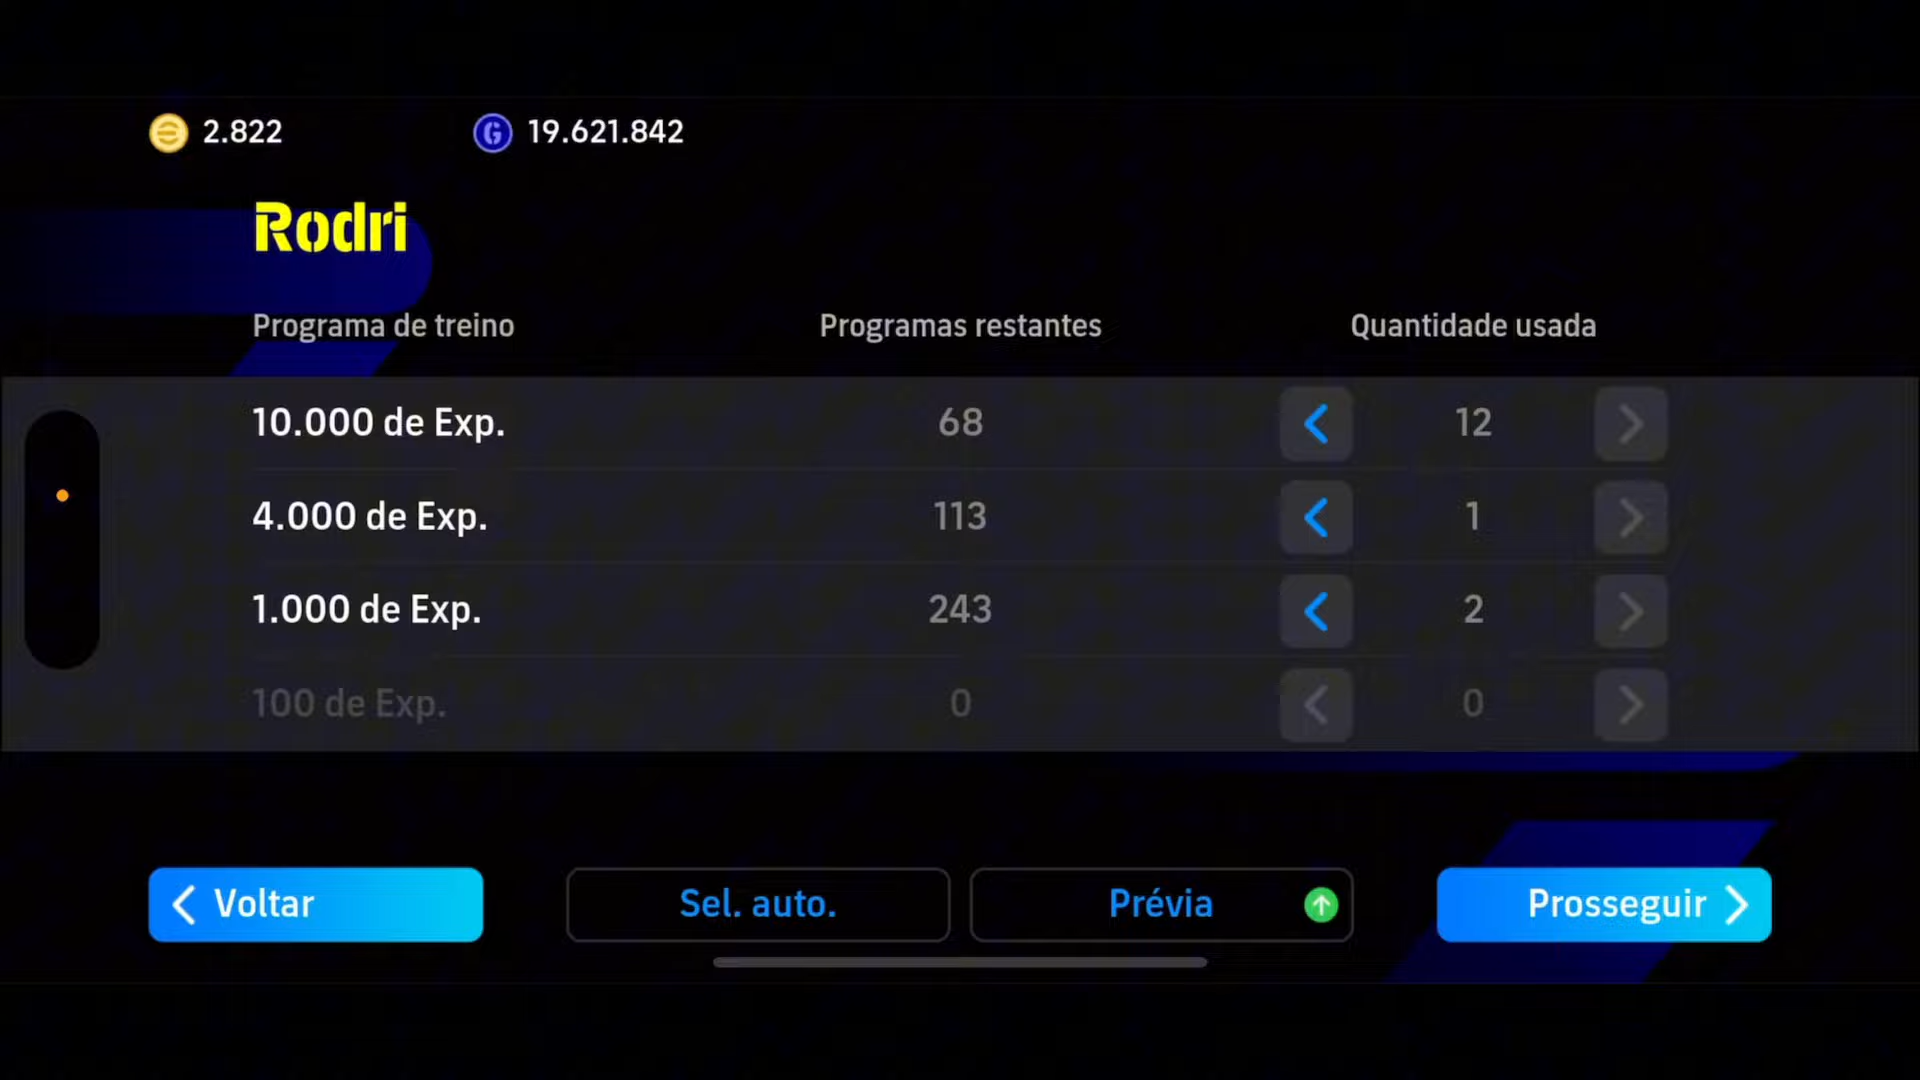 2.822 19.621.842
Rodri
Programa de treino Programas restantes Quantidade usada
10.000 de Exp. 68 12
4.000 de Exp. 113 1
1.000 de Exp. 243 2
100 de Exp. 0 0
Voltar Sel. auto. Prévia Prosseguir